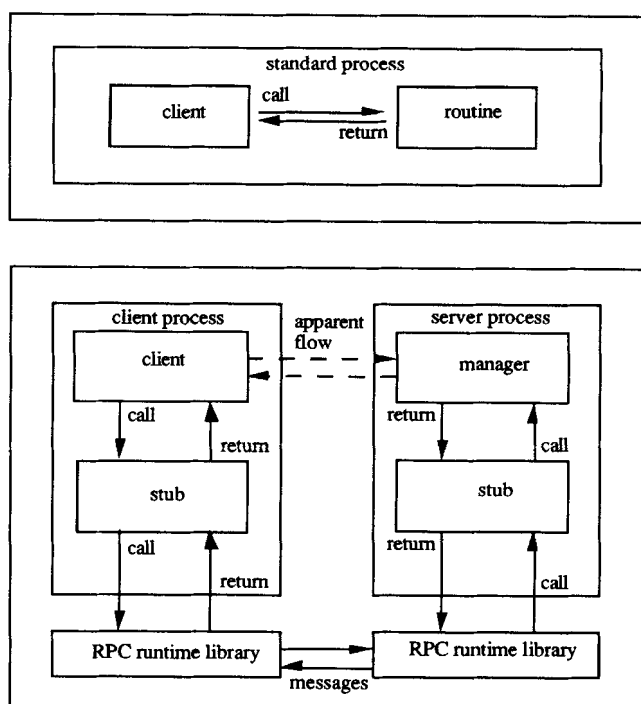 standard process
client
call
return
routine
client process
apparent
flow
server process
client
manager
call
return
return
call
stub
stub
call
return
return
call
RPC runtime library
messages
RPC runtime library